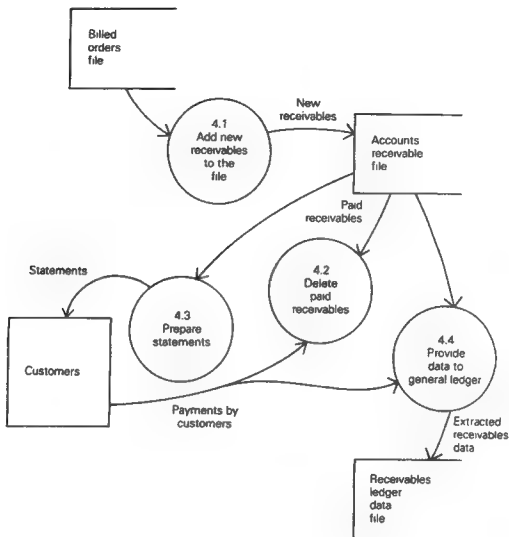 Billed
orders
file
New
receivables
4.1
Add new
receivables
to the
file
Accounts
receivable
file
Paid
receivables
Statements
4.2
Delete
paid
receivables
4.3
Prepare
statements
Customers
4.4
Provide
data to
general ledger
Payments by
customers
Extracted
receivables
data
Receivables
ledger
data
file